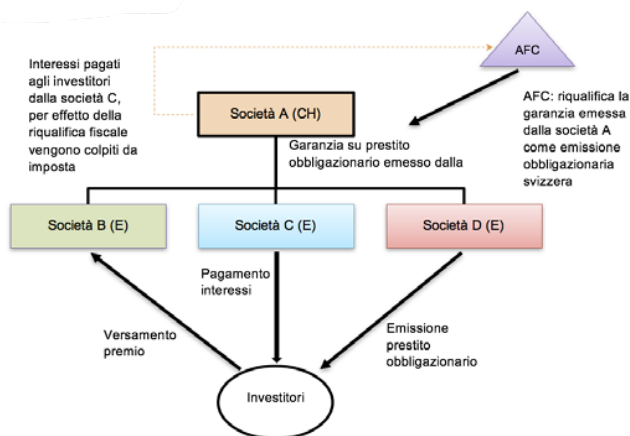 Interessi pagati
agli investitori
dalla società C,
per effetto della
riqualifica fiscale
vengono colpiti da
imposta
AFC
Società A (CH)
AFC: riqualifica la
garanzia emessa
dalla società A
come emissione
obbligazionaria
svizzera
Garanzia su prestito
obbligazionario emesso dalla
Società B (E)
Società C (E)
Società D (E)
Pagamento
interessi
Versamento
premio
Emissione
prestito
obbligazionario
Investitori